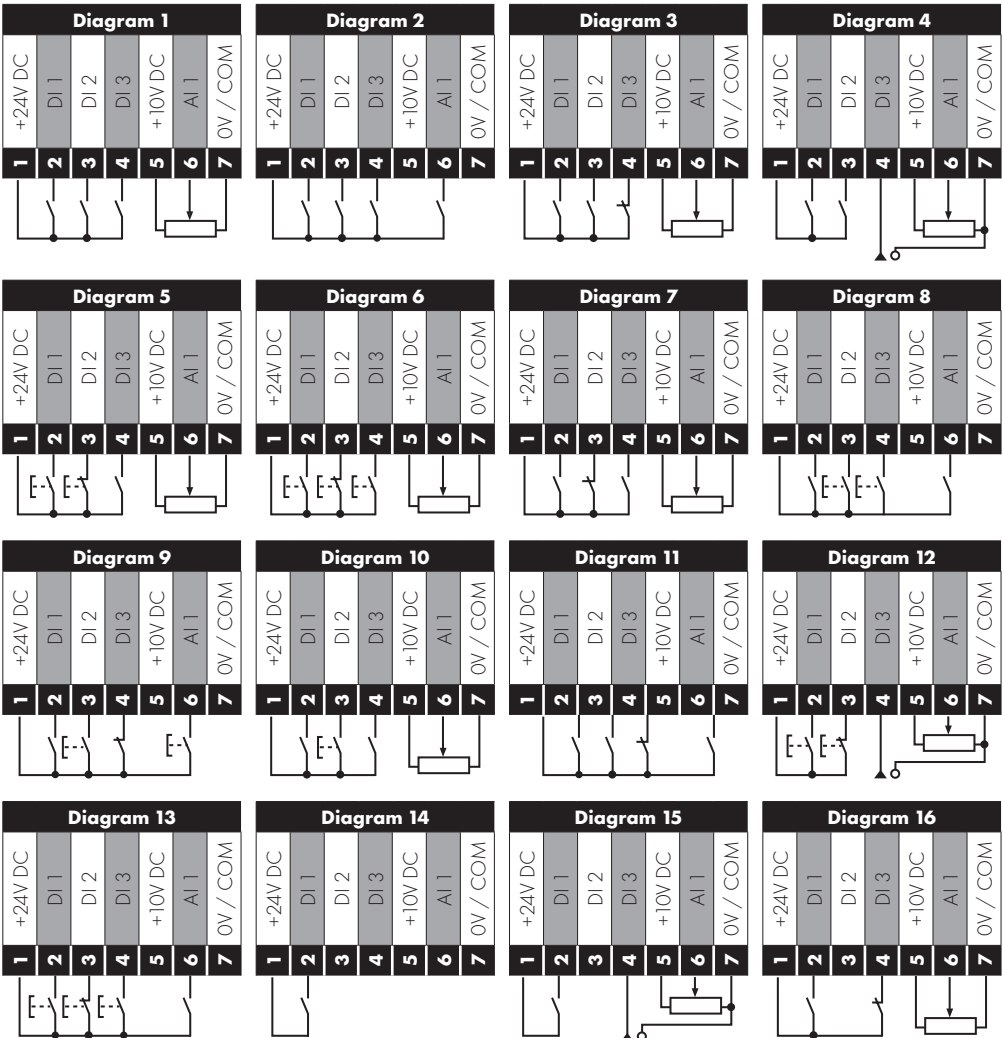 Diagram 1
+24V DC DI 1 DI 2 DI 3 +10V DC AI 1 0V / COM
1 2 3 4 5 6 7
Diagram 2
+24V DC DI 1 DI 2 DI 3 +10V DC AI 1 0V / COM
1 2 3 4 5 6 7
Diagram 3
+24V DC DI 1 DI 2 DI 3 +10V DC AI 1 0V / COM
1 2 3 4 5 6 7
Diagram 4
+24V DC DI 1 DI 2 DI 3 +10V DC AI 1 0V / COM
1 2 3 4 5 6 7
Diagram 5
+24V DC DI 1 DI 2 DI 3 +10V DC AI 1 0V / COM
1 2 3 4 5 6 7
Diagram 6
+24V DC DI 1 DI 2 DI 3 +10V DC AI 1 0V / COM
1 2 3 4 5 6 7
Diagram 7
+24V DC DI 1 DI 2 DI 3 +10V DC AI 1 0V / COM
1 2 3 4 5 6 7
Diagram 8
+24V DC DI 1 DI 2 DI 3 +10V DC AI 1 0V / COM
1 2 3 4 5 6 7
Diagram 9
+24V DC DI 1 DI 2 DI 3 +10V DC AI 1 0V / COM
1 2 3 4 5 6 7
Diagram 10
+24V DC DI 1 DI 2 DI 3 +10V DC AI 1 0V / COM
1 2 3 4 5 6 7
Diagram 11
+24V DC DI 1 DI 2 DI 3 +10V DC AI 1 0V / COM
1 2 3 4 5 6 7
Diagram 12
+24V DC DI 1 DI 2 DI 3 +10V DC AI 1 0V / COM
1 2 3 4 5 6 7
Diagram 13
+24V DC DI 1 DI 2 DI 3 +10V DC AI 1 0V / COM
1 2 3 4 5 6 7
Diagram 14
+24V DC DI 1 DI 2 DI 3 +10V DC AI 1 0V / COM
1 2 3 4 5 6 7
Diagram 15
+24V DC DI 1 DI 2 DI 3 +10V DC AI 1 0V / COM
1 2 3 4 5 6 7
Diagram 16
+24V DC DI 1 DI 2 DI 3 +10V DC AI 1 0V / COM
1 2 3 4 5 6 7